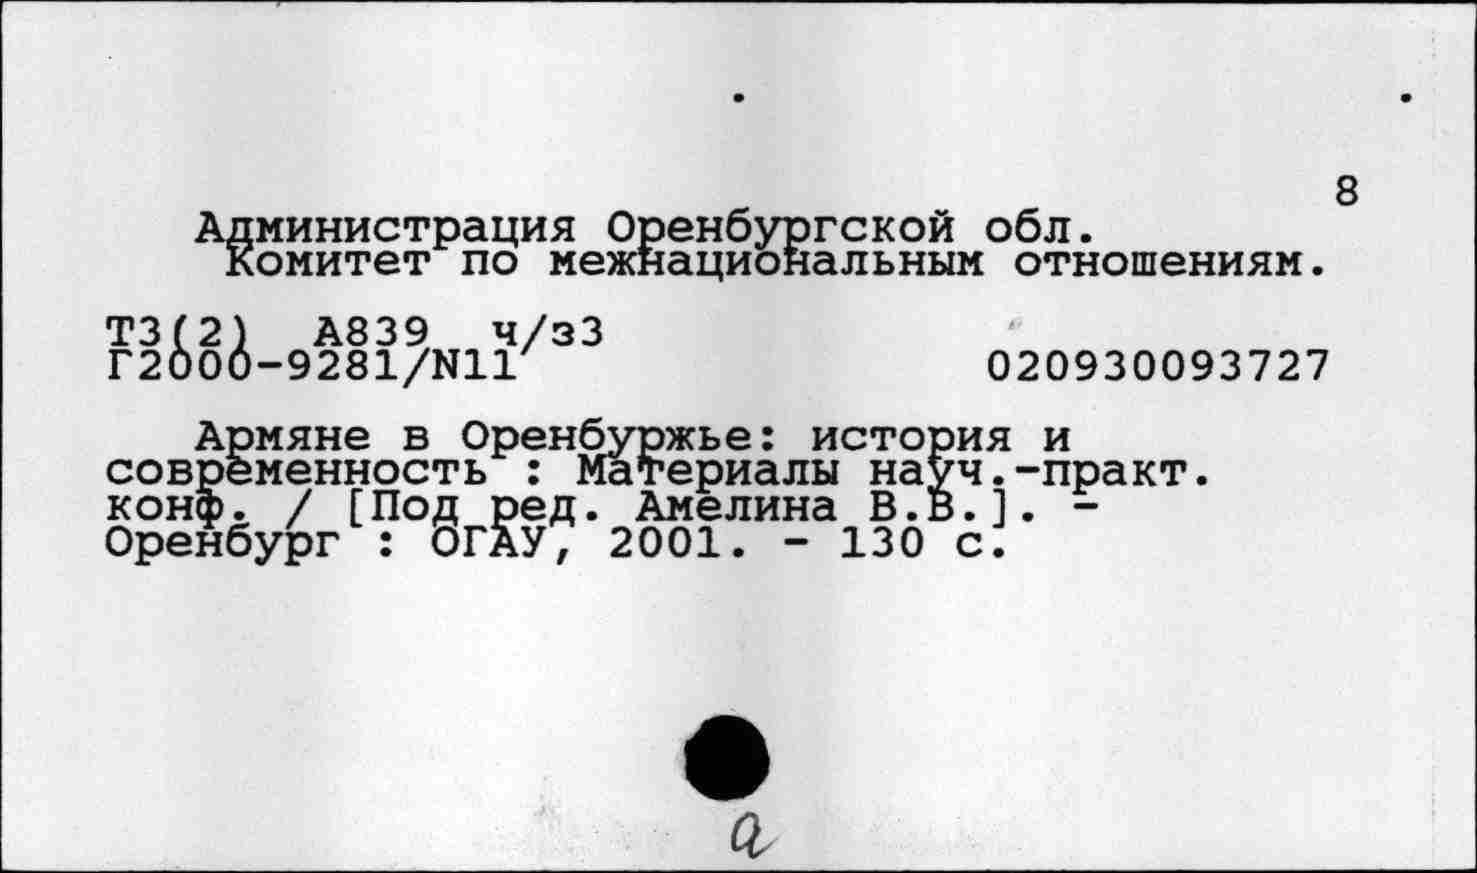 8
Администрация Оренбургской обл.
Комитет по межнациональным отношениям.
Т3(2) А839 ч/з3
Г2000-9281/N11 020930093727
Армяне в Оренбуржье: история и
современность : Материалы науч.-практ.
конф. / [Под ред. Амелина В.В.]. -
Оренбург : ОГАУ, 2001. - 130 с.
а